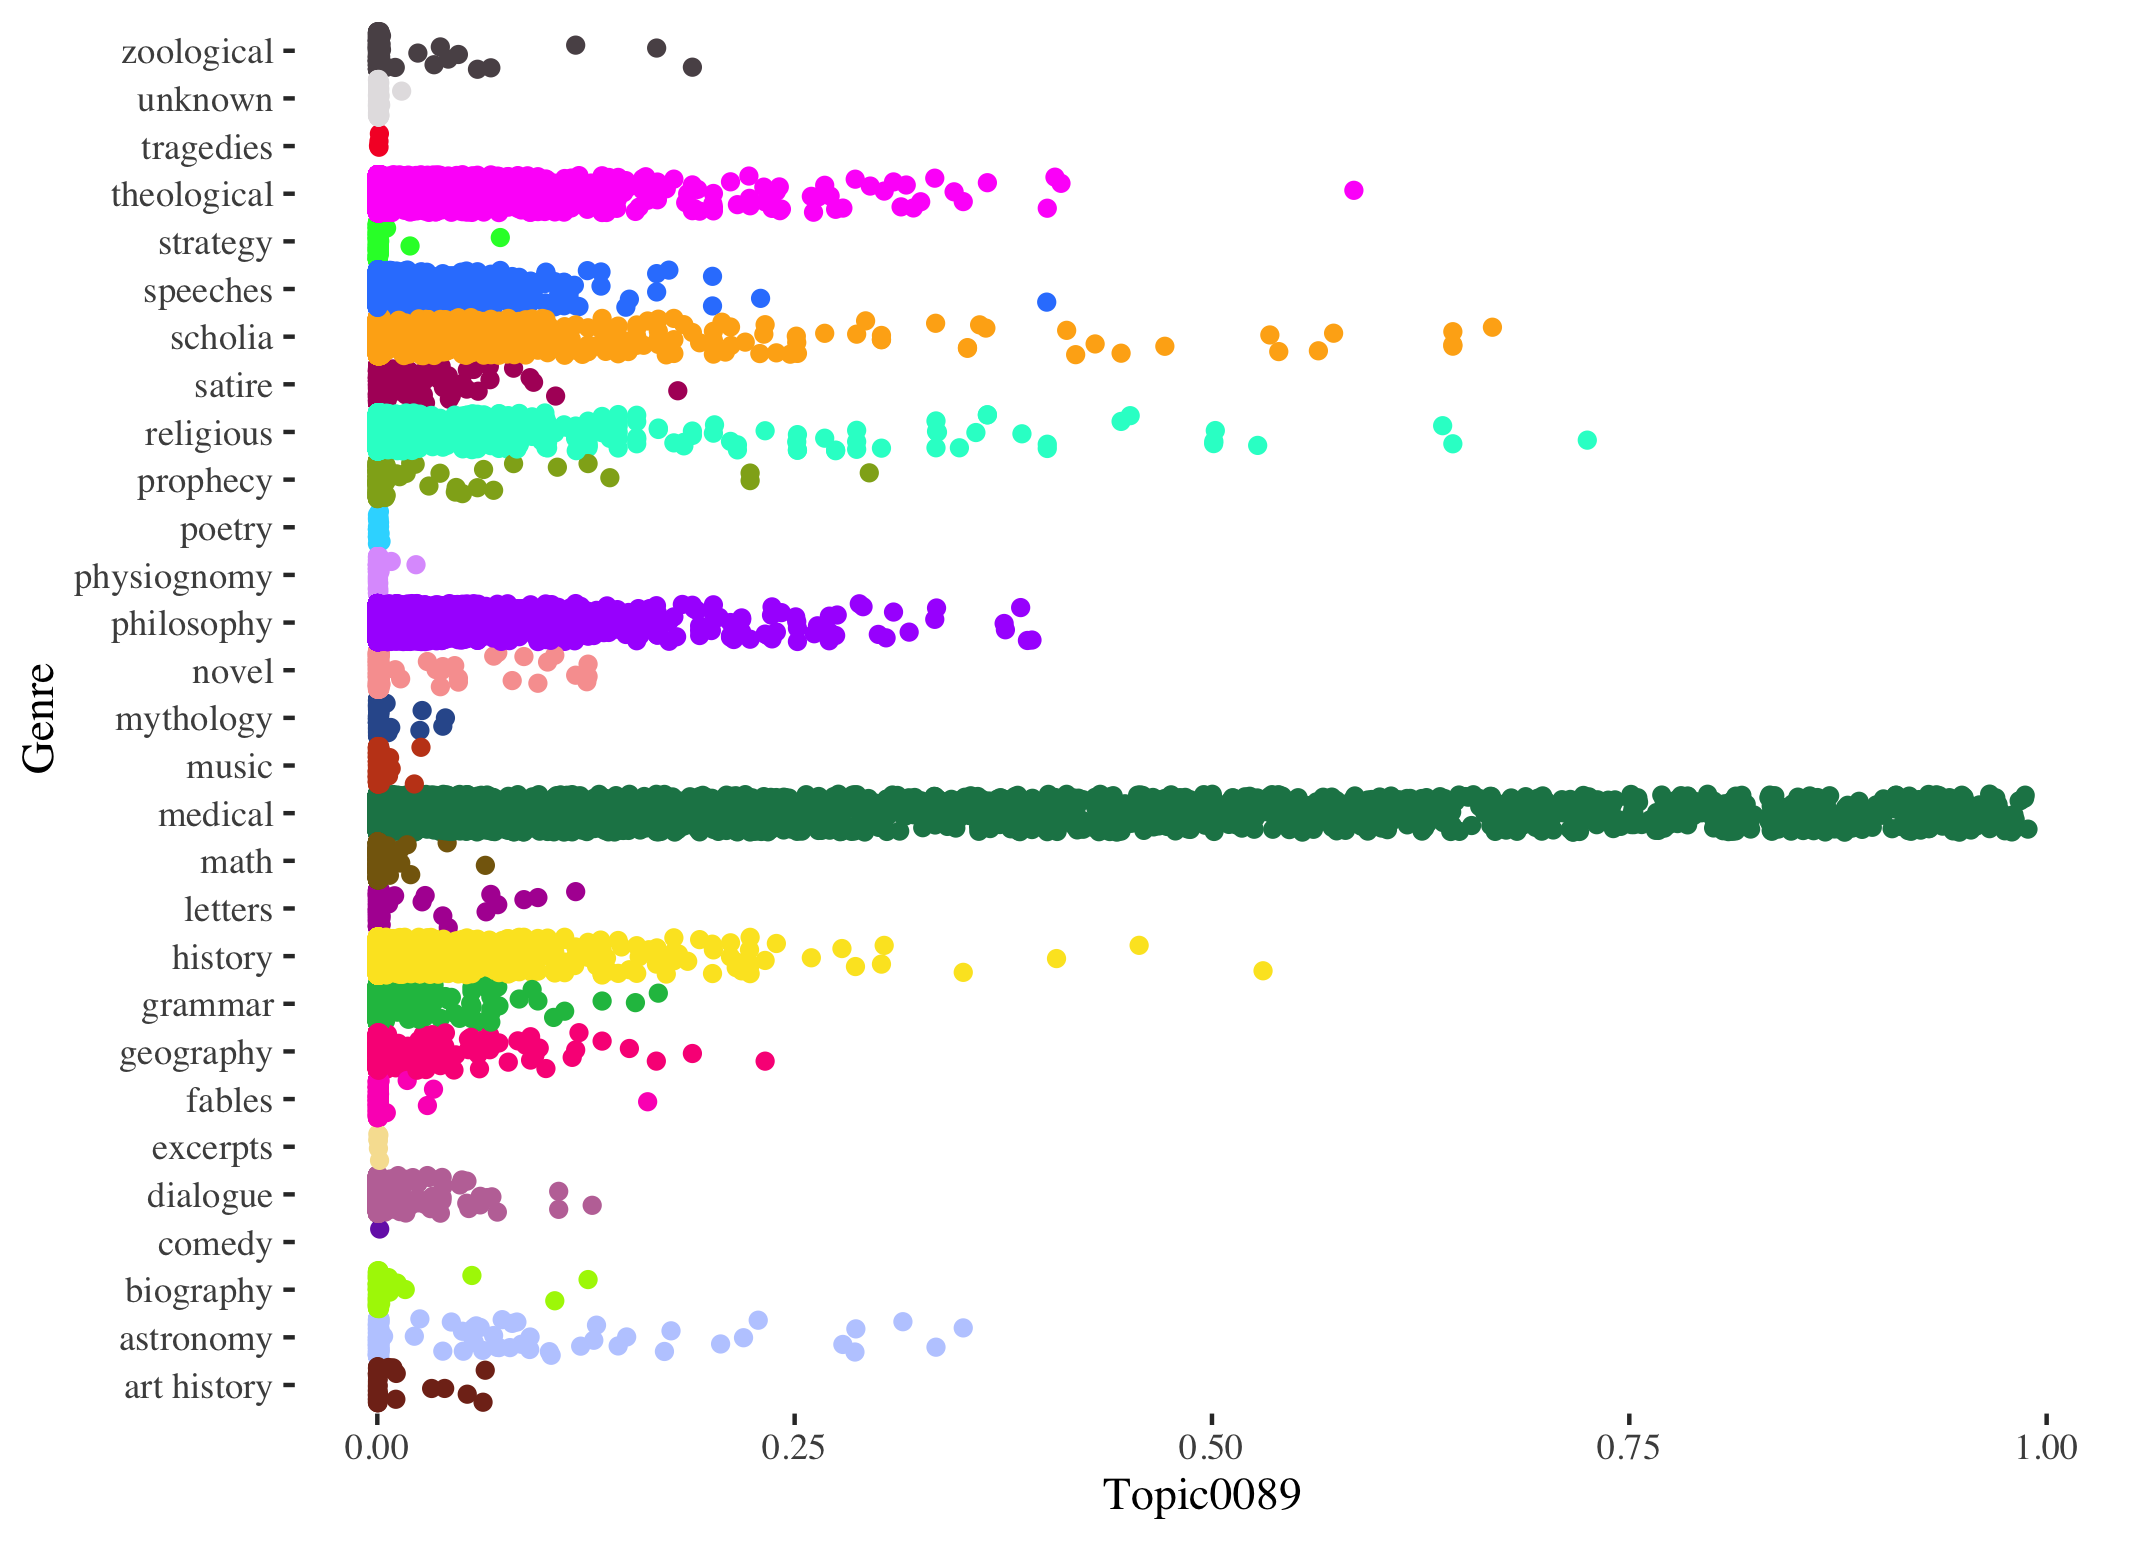 Genre
zoological
unknown
tragedies
theological
strategy
speeches
scholia
satire
religious
prophecy
poetry
physiognomy
philosophy
novel
mythology
music
medical
math
letters
history
grammar
geography
fables
excerpts
dialogue
comedy
biography
astronomy
art history
0.00 0.25 0.50 0.75 1.00
Topic0089